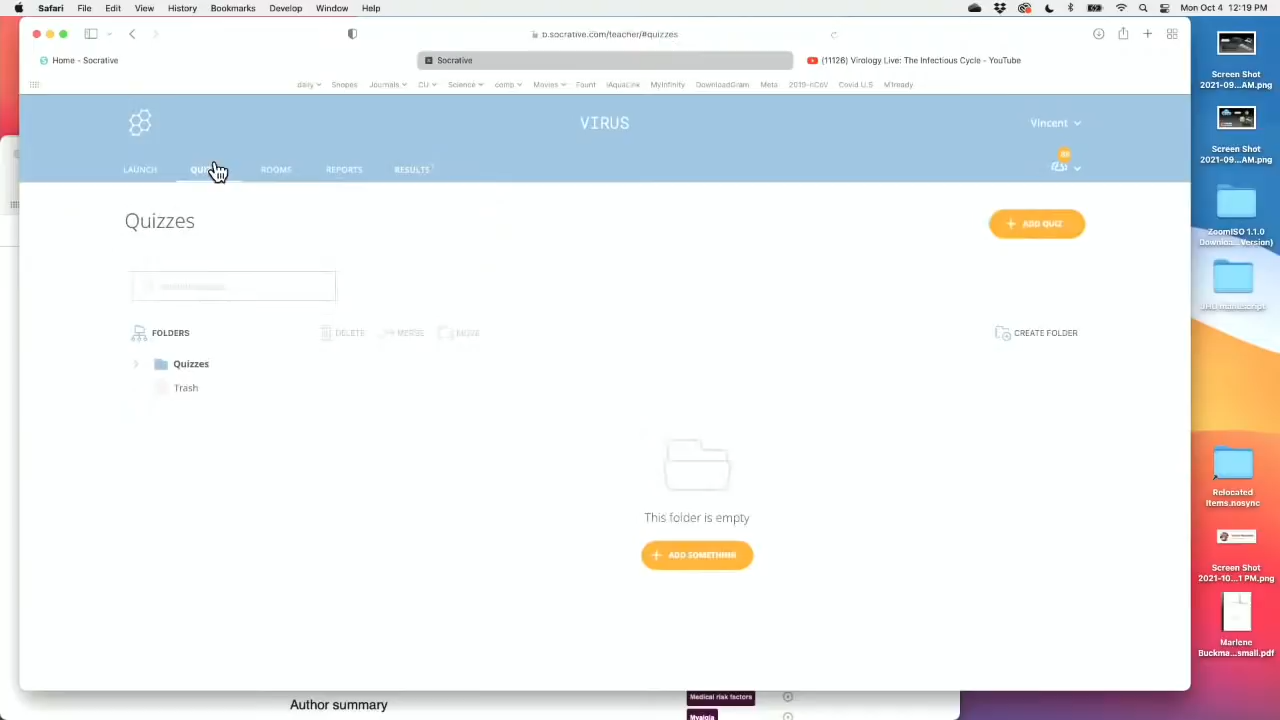 Safari File Edit View History Bookmarks Develop Window Help Mon Oct 4 12:19 PM
b.socrative.com/teacher/#quizzes
Home - Socrative
Socrative
(11126) Virology Live: The Infectious Cycle - YouTube
daily Snopes Journals CU Science comp Movies Fount iAquaLink MyInfinity DownloadGram Meta 2019-nCoV Covid U.S M1ready
VIRUS
Vincent
LAUNCH ROOMS REPORTS RESULTS
Quizzes
+ ADD QUIZ
FOLDERS
DELETE
MERGE
MOVE
CREATE FOLDER
Quizzes
Trash
This folder is empty
+ ADD SOMETHING
Author summary
Medical risk factors
Myalgia
Screen Shot
2021-09...AM.png
Screen Shot
2021-09...AM.png
ZoomISO 1.1.0
Relocated
Items.nosync
Screen Shot
2021-10...1 PM.png
Marlene
Buckma...small.pdf